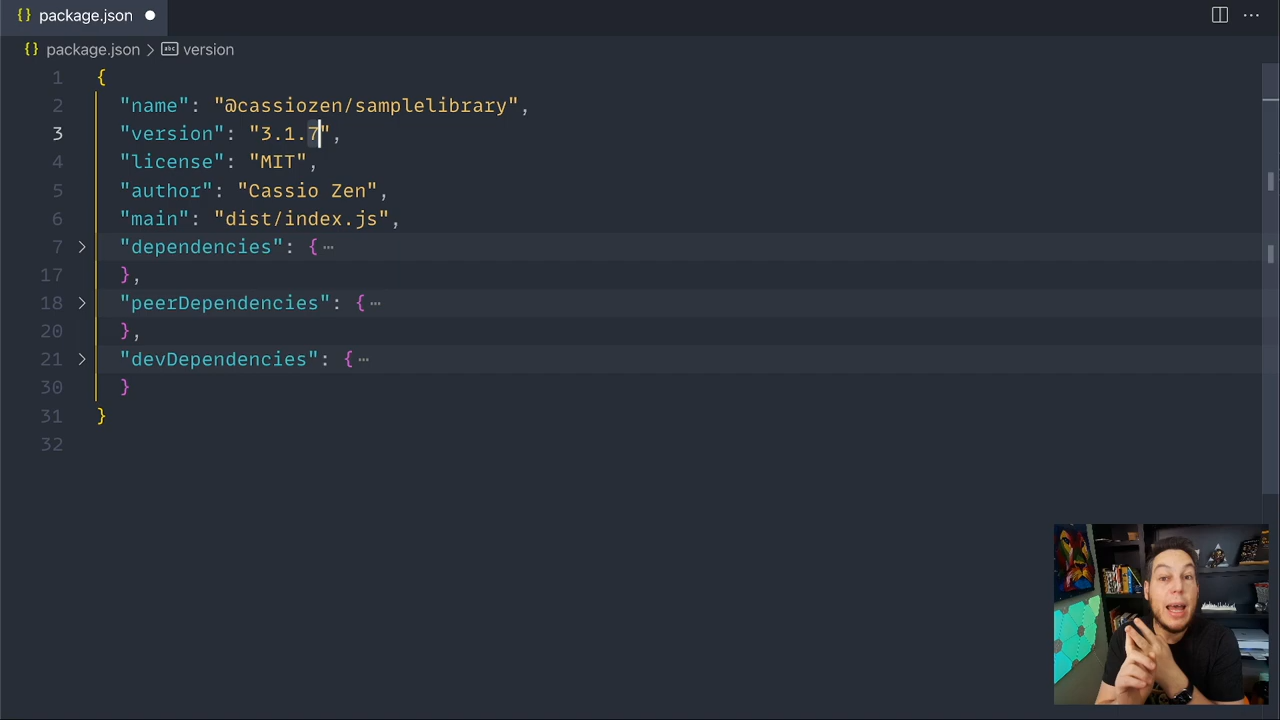 {} package.json ● ···
{} package.json > abc version
1 {
2 "name": "@cassiozen/samplelibrary",
3 "version": "3.1.7",
4 "license": "MIT",
5 "author": "Cassio Zen",
6 "main": "dist/index.js",
7 > "dependencies": {···
17 },
18 > "peerDependencies": {···
20 },
21 > "devDependencies": {···
30 }
31 }
32